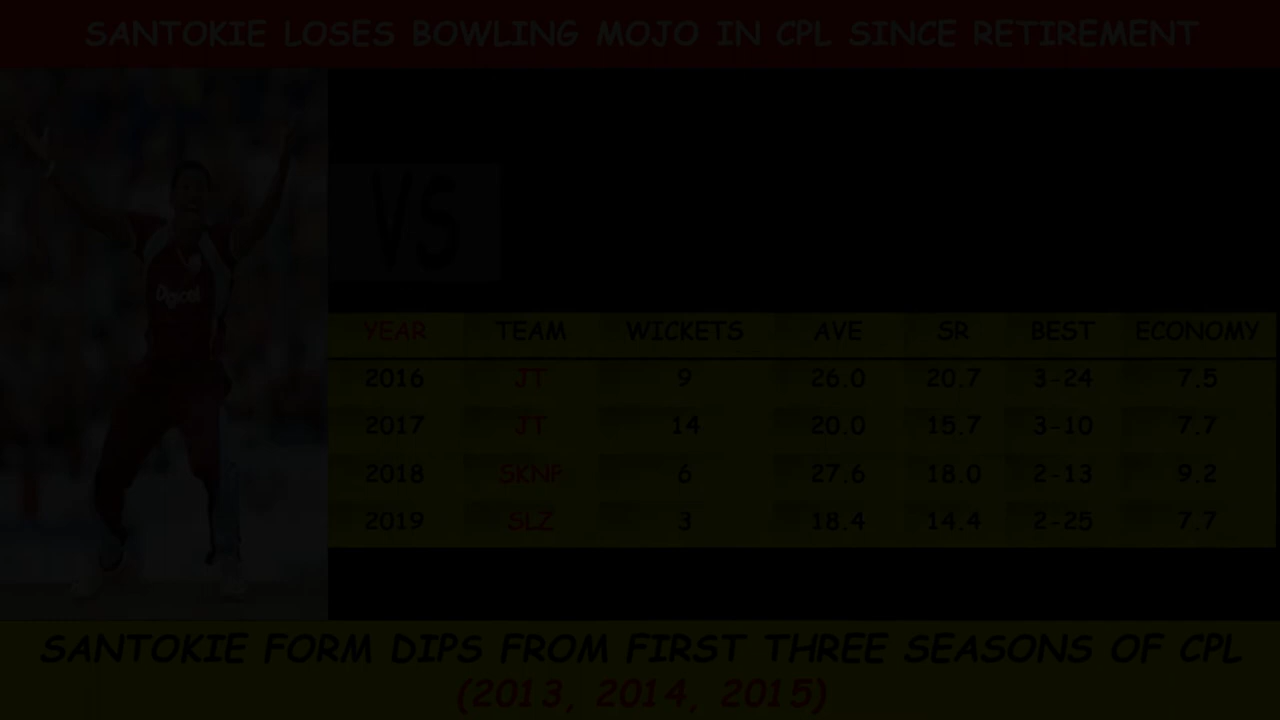 SANTOKIE LOSES BOWLING MOJO IN CPL SINCE RETIREMENT
VS
Digicel
YEAR TEAM WICKETS AVE SR BEST ECONOMY
2016 JT 9 26.0 20.7 3-24 7.5
2017 JT 14 20.0 15.7 3-10 7.7
2018 SKNF 6 27.6 18.0 2-13 9.2
2019 SLZ 3 18.4 14.4 2-25 7.7
SANTOKIE FORM DIPS FROM FIRST THREE SEASONS OF CPL
(2013, 2014, 2015)